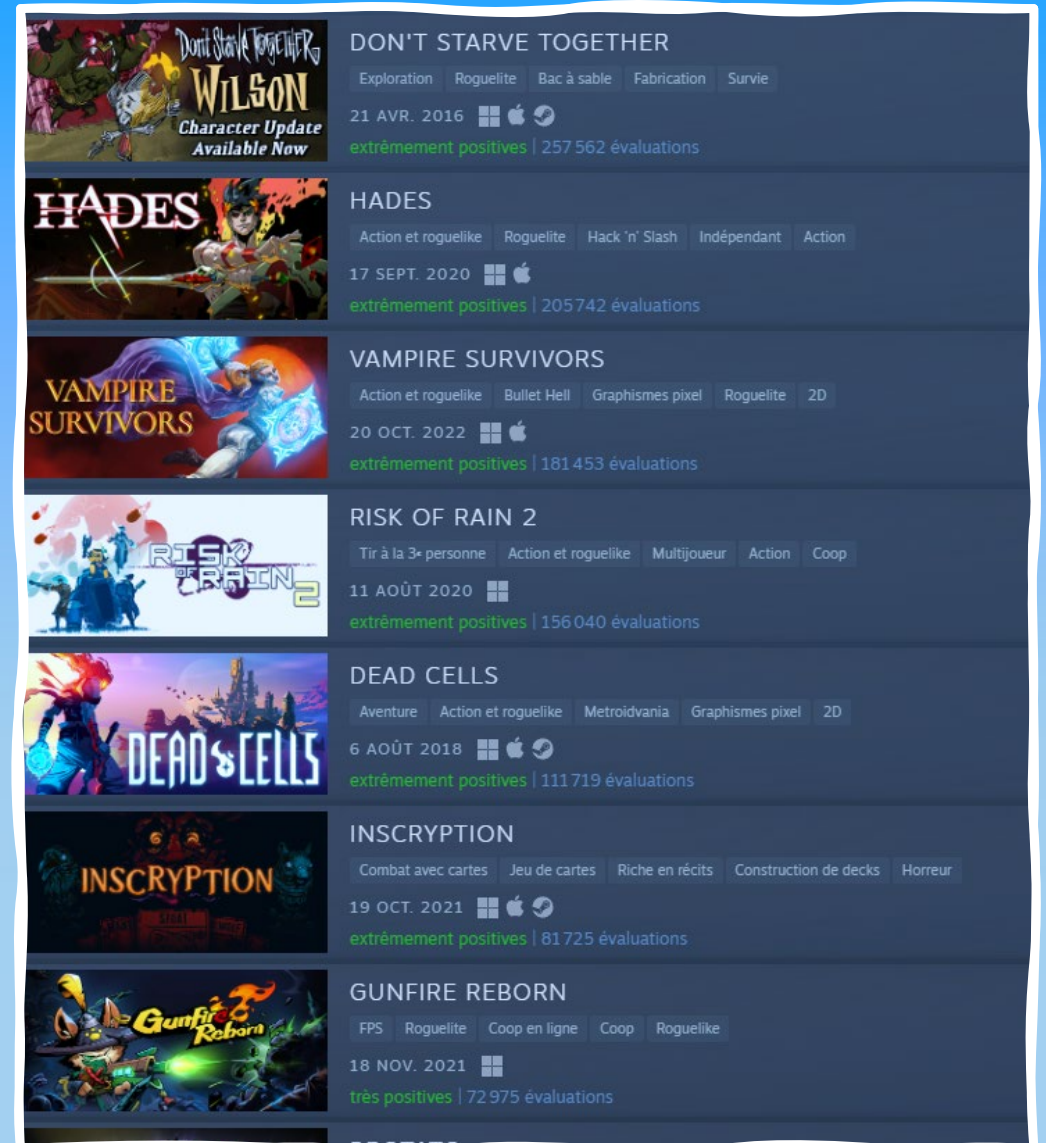 Don't Starve TOGETHER
WILSON
Character Update
Available Now
DON'T STARVE TOGETHER
Exploration Roguelite Bac à sable Fabrication Survie
21 AVR. 2016
extrêmement positives | 257 562 évaluations
HADES
HADES
Action et roguelike Roguelite Hack 'n' Slash Indépendant Action
17 SEPT. 2020
extrêmement positives | 205 742 évaluations
VAMPIRE
SURVIVORS
VAMPIRE SURVIVORS
Action et roguelike Bullet Hell Graphismes pixel Roguelite 2D
20 OCT. 2022
extrêmement positives | 181 453 évaluations
RISK
OF RAIN 2
RISK OF RAIN 2
Tir à la 3e personne Action et roguelike Multijoueur Action Coop
11 AOÛT 2020
extrêmement positives | 156 040 évaluations
DEAD CELLS
DEAD CELLS
Aventure Action et roguelike Metroidvania Graphismes pixel 2D
6 AOÛT 2018
extrêmement positives | 111 719 évaluations
INSCRYPTION
INSCRYPTION
Combat avec cartes Jeu de cartes Riche en récits Construction de decks Horreur
19 OCT. 2021
extrêmement positives | 81 725 évaluations
Gunfire
Reborn
GUNFIRE REBORN
FPS Roguelite Coop en ligne Coop Roguelike
18 NOV. 2021
très positives | 72 975 évaluations